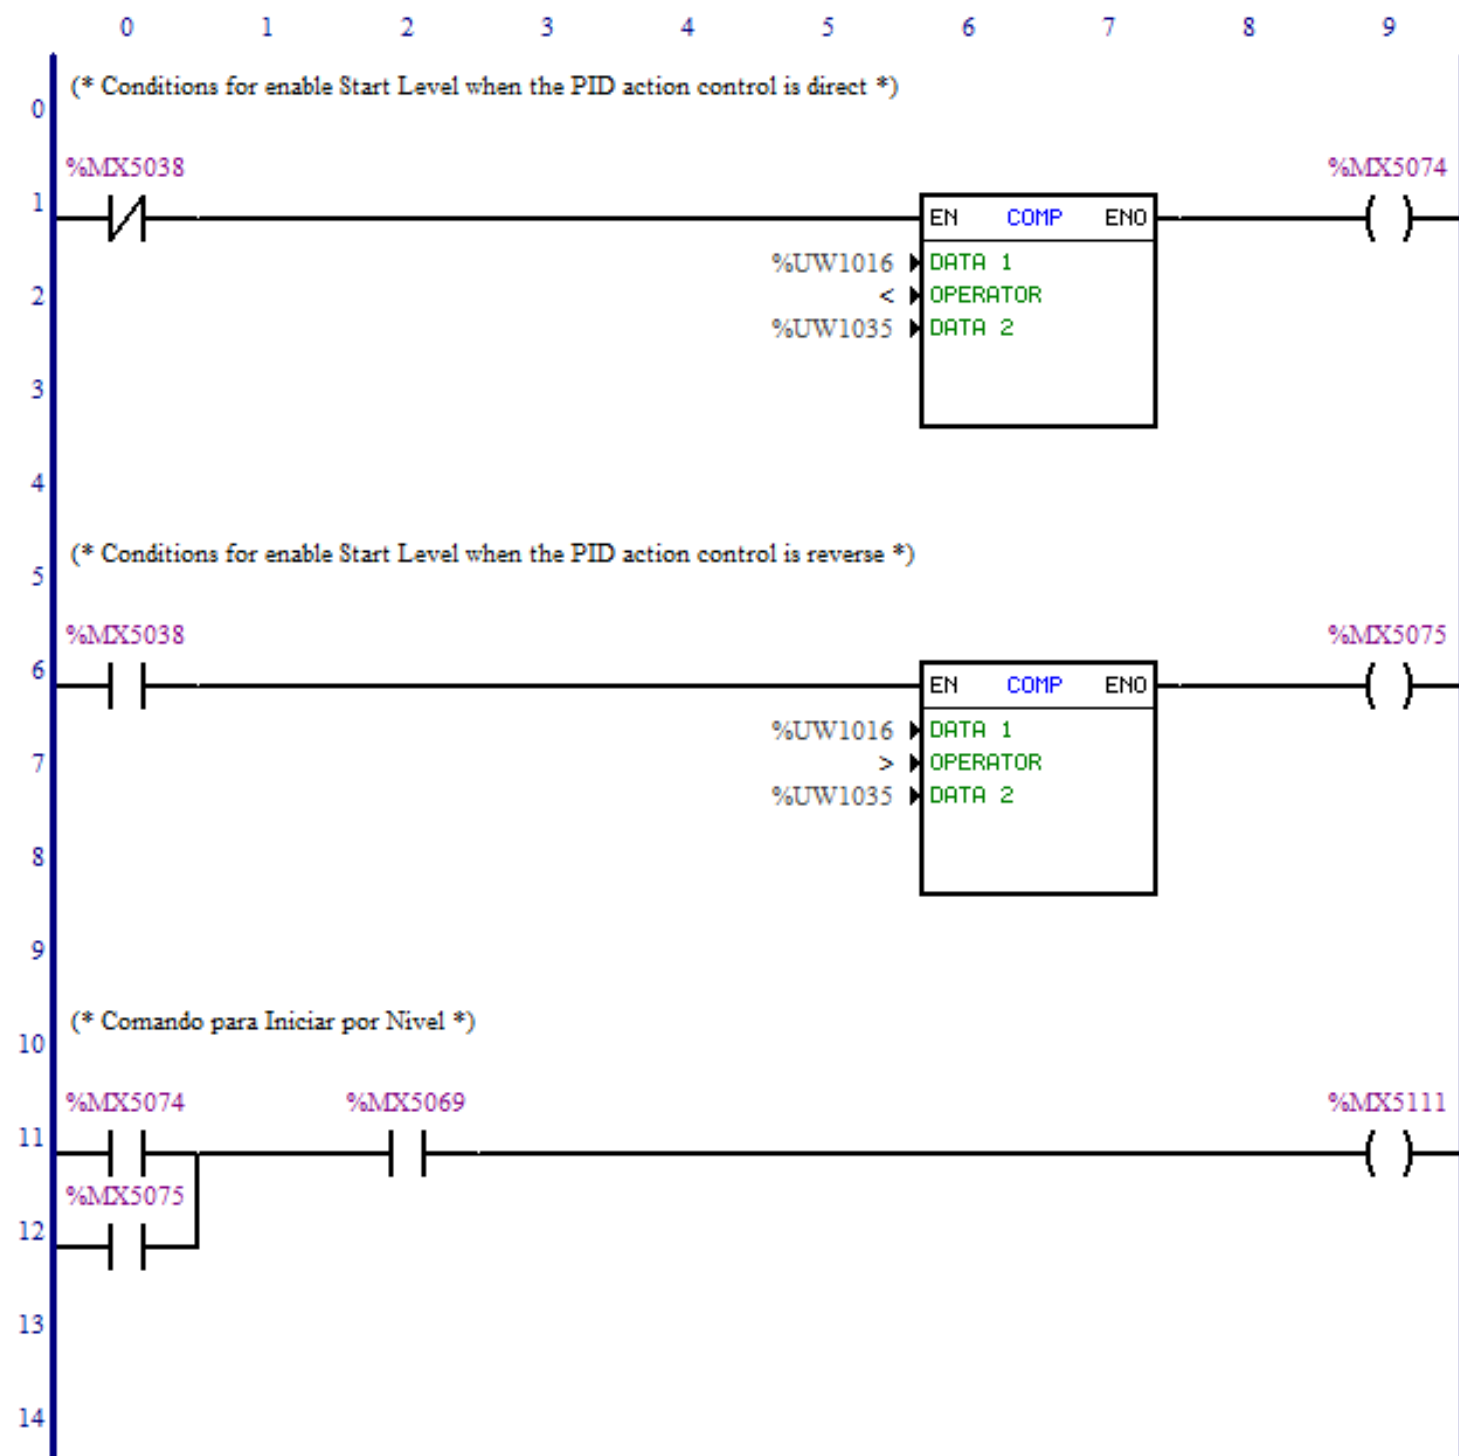 0 1 2 3 4 5 6 7 8 9
(* Conditions for enable Start Level when the PID action control is direct *)
0
%MX5038 %MX5074
1
EN COMP ENO
%UW1016 DATA 1
2
< OPERATOR
%UW1035 DATA 2
3
4
(* Conditions for enable Start Level when the PID action control is reverse *)
5
%MX5038 %MX5075
6
EN COMP ENO
%UW1016 DATA 1
7
> OPERATOR
%UW1035 DATA 2
8
9
(* Comando para Iniciar por Nivel *)
10
%MX5074 %MX5069 %MX5111
11
%MX5075
12
13
14